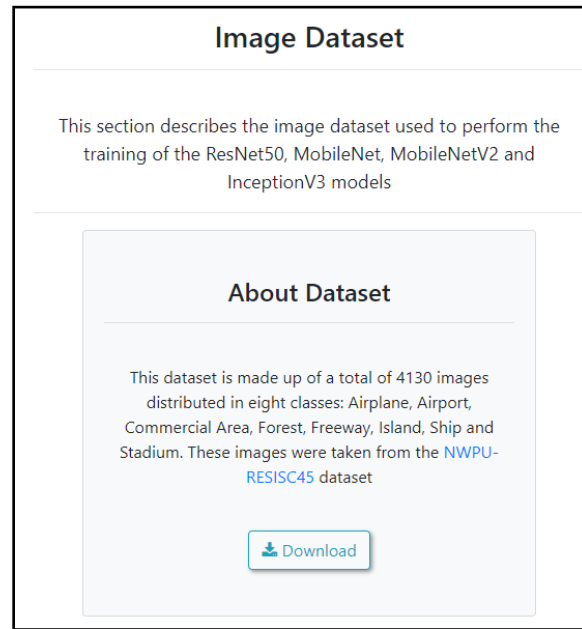 Image Dataset
This section describes the image dataset used to perform the
training of the ResNet50, MobileNet, MobileNetV2 and
InceptionV3 models
About Dataset
This dataset is made up of a total of 4130 images
distributed in eight classes: Airplane, Airport,
Commercial Area, Forest, Freeway, Island, Ship and
Stadium. These images were taken from the NWPU-
RESISC45 dataset
Download